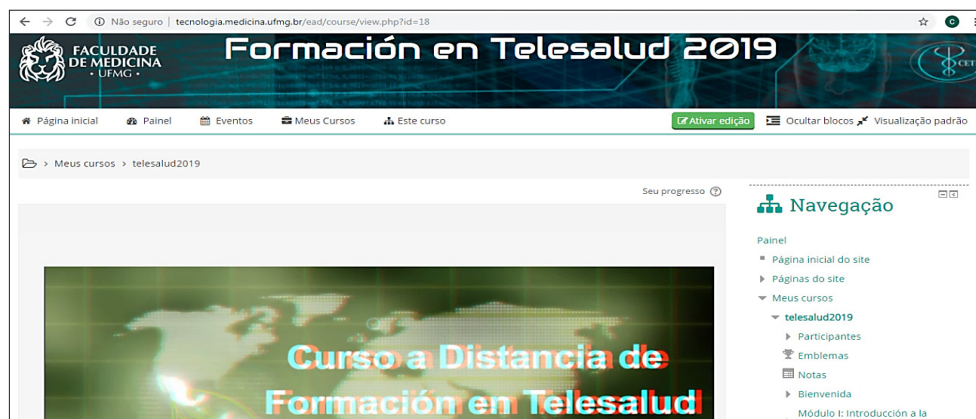 Não seguro | tecnologia.medicina.ufmg.br/ead/course/view.php?id=18
C
FACULDADE
DE MEDICINA
• UFMG •
Formación en Telesalud 2019
CET
Página inicial Painel Eventos Meus Cursos Este curso Ativar edição Ocultar blocos Visualização padrão
> Meus cursos > telesalud2019
Seu progresso
Curso a Distancia de
Formación en Telesalud
Navegação
Painel
Página inicial do site
Páginas do site
Meus cursos
telesalud2019
Participantes
Emblemas
Notas
Bienvenida
Módulo I: Introducción a la